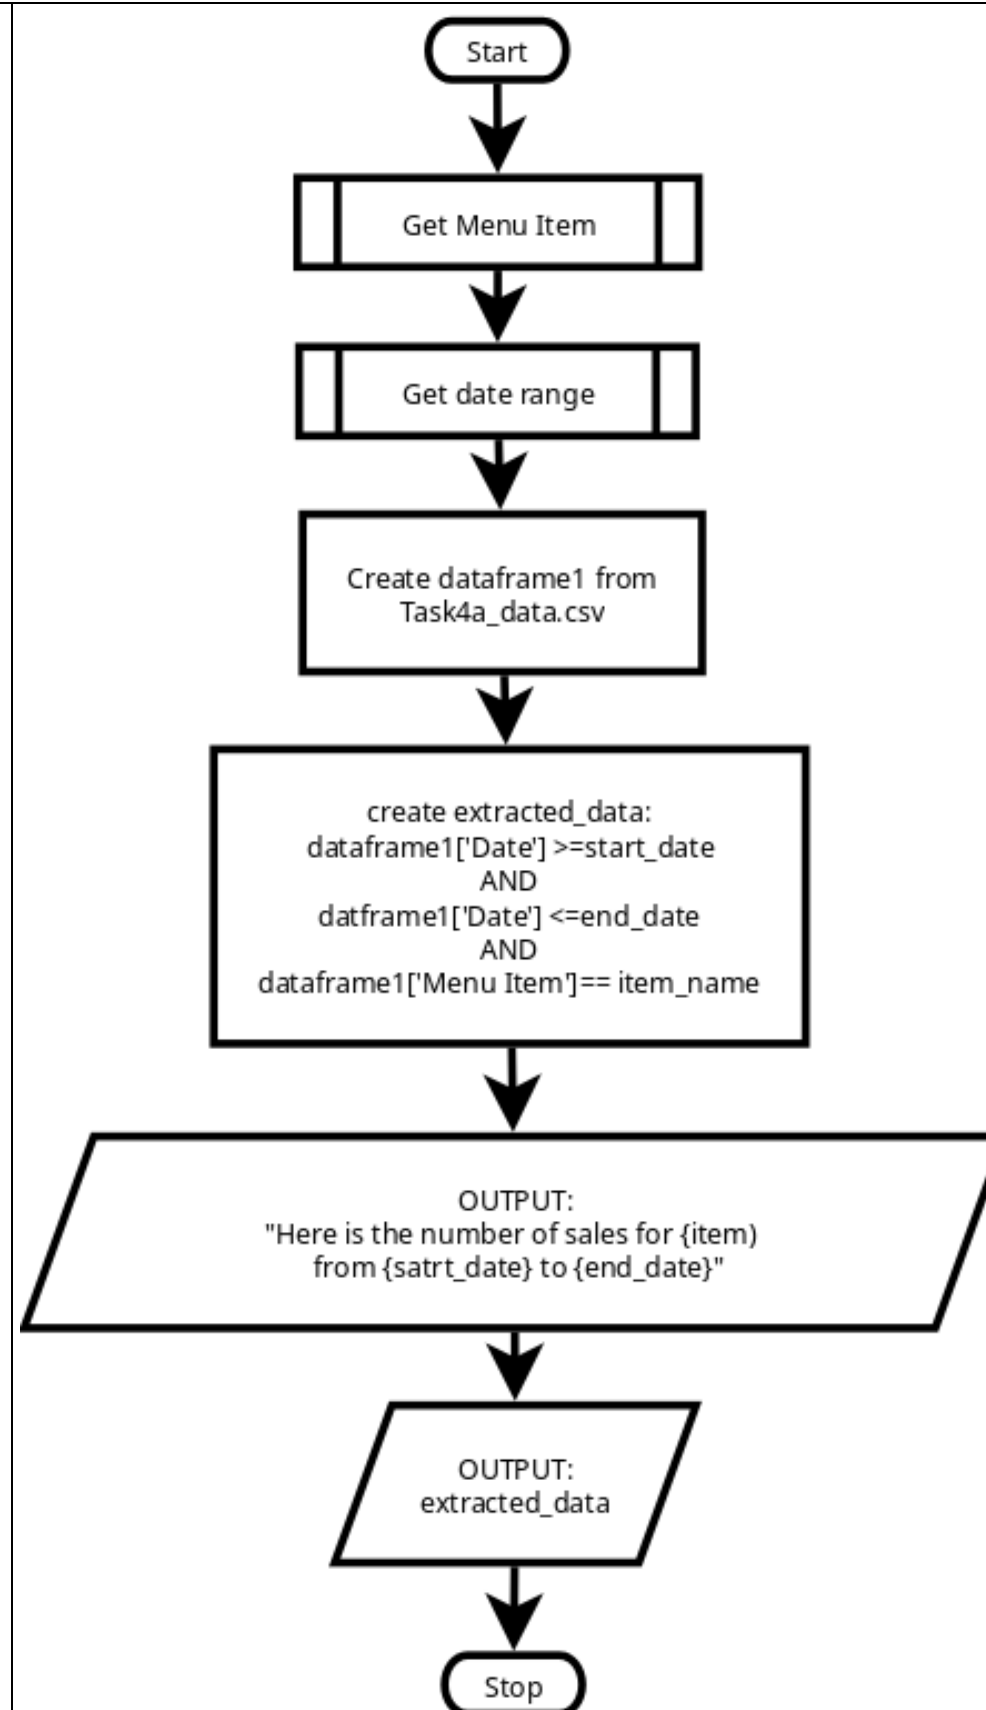 Start
Get Menu Item
Get date range
Create dataframe1 from
Task4a_data.csv
create extracted_data:
dataframe1['Date'] >=start_date
AND
datframe1['Date'] <=end_date
AND
dataframe1['Menu Item']== item_name
OUTPUT:
"Here is the number of sales for {item)
from {satrt_date} to {end_date}"
OUTPUT:
extracted_data
Stop